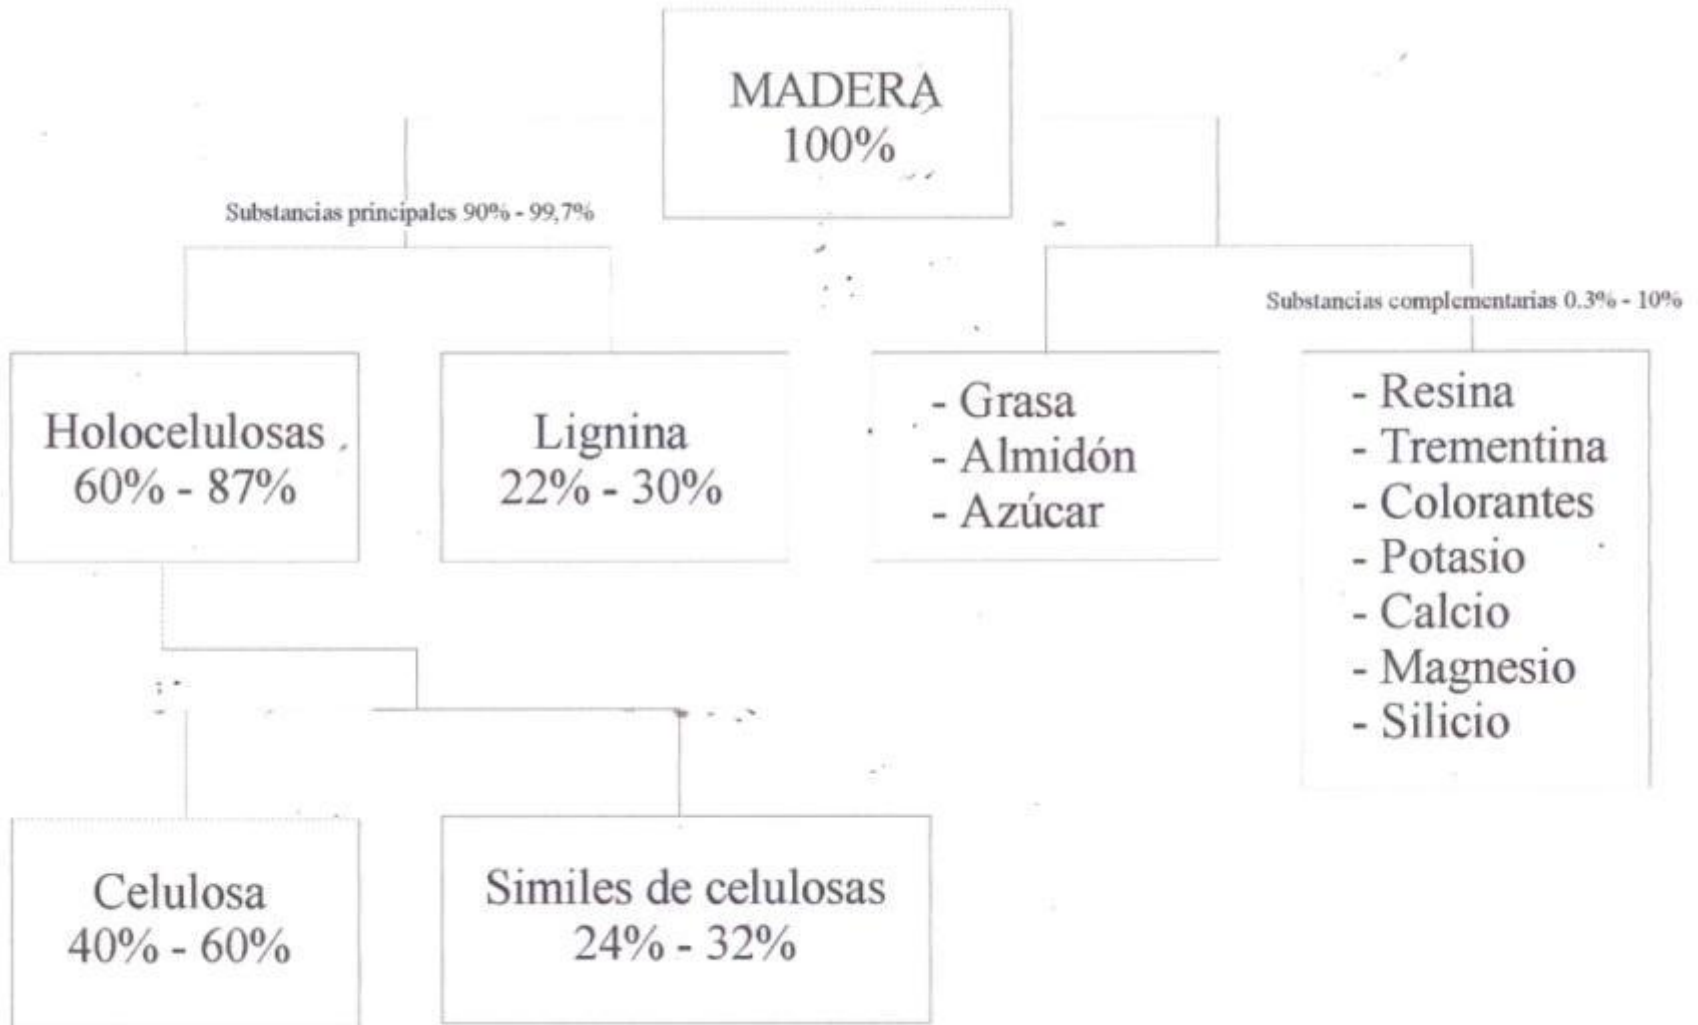 MADERA
100%
Substancias principales 90% - 99,7%
Substancias complementarias 0.3% - 10%
Holocelulosas
60% - 87%
Lignina
22% - 30%
- Grasa
- Almidón
- Azúcar
- Resina
- Trementina
- Colorantes
- Potasio
- Calcio
- Magnesio
- Silicio
Celulosa
40% - 60%
Similes de celulosas
24% - 32%